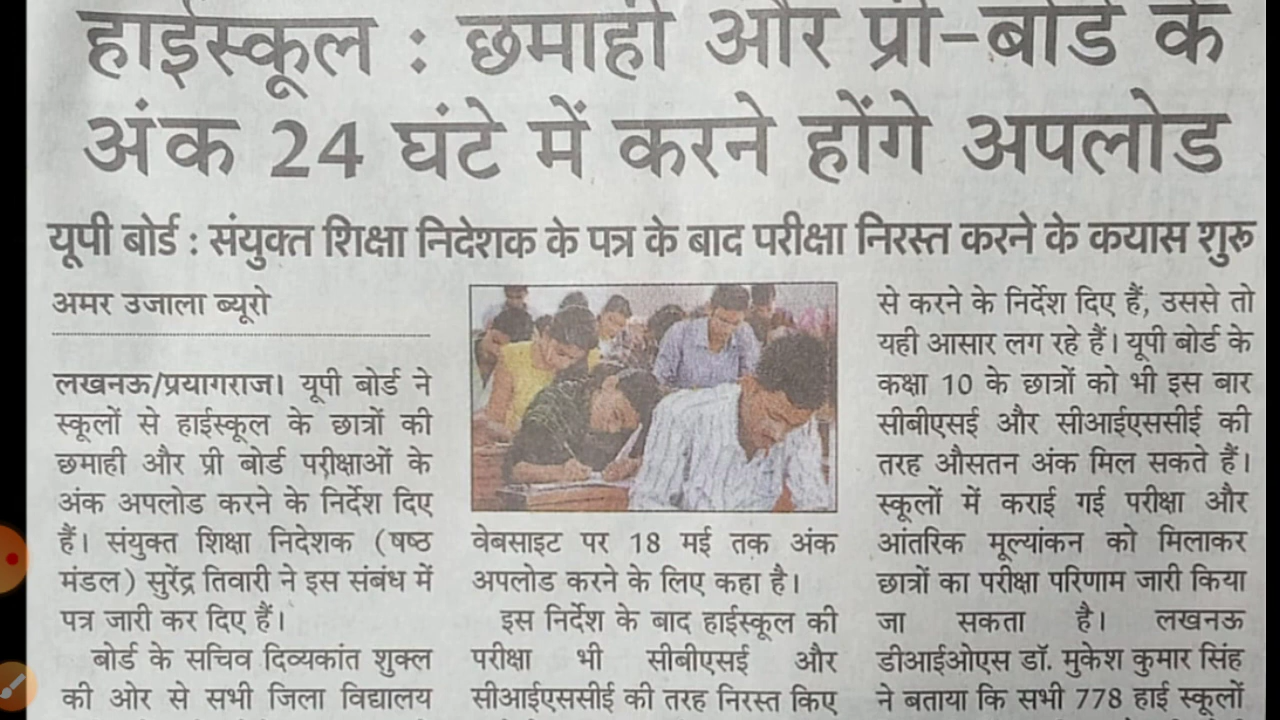 हाईस्कूल : छमाही और प्री-बोर्ड के
अंक 24 घंटे में करने होंगे अपलोड
यूपी बोर्ड : संयुक्त शिक्षा निदेशक के पत्र के बाद परीक्षा निरस्त करने के कयास शुरू
अमर उजाला ब्यूरो
लखनऊ/प्रयागराज। यूपी बोर्ड ने
स्कूलों से हाईस्कूल के छात्रों की
छमाही और प्री बोर्ड परीक्षाओं के
अंक अपलोड करने के निर्देश दिए
हैं। संयुक्त शिक्षा निदेशक (षष्ठ
मंडल) सुरेंद्र तिवारी ने इस संबंध में
पत्र जारी कर दिए हैं।
बोर्ड के सचिव दिव्यकांत शुक्ल
की ओर से सभी जिला विद्यालय
वेबसाइट पर 18 मई तक अंक
अपलोड करने के लिए कहा है।
इस निर्देश के बाद हाईस्कूल की
परीक्षा भी सीबीएसई और
सीआईएससीई की तरह निरस्त किए
से करने के निर्देश दिए हैं, उससे तो
यही आसार लग रहे हैं। यूपी बोर्ड के
कक्षा 10 के छात्रों को भी इस बार
सीबीएसई और सीआईएससीई की
तरह औसतन अंक मिल सकते हैं।
स्कूलों में कराई गई परीक्षा और
आंतरिक मूल्यांकन को मिलाकर
छात्रों का परीक्षा परिणाम जारी किया
जा सकता है। लखनऊ
डीआईओएस डॉ. मुकेश कुमार सिंह
ने बताया कि सभी 778 हाई स्कूलों